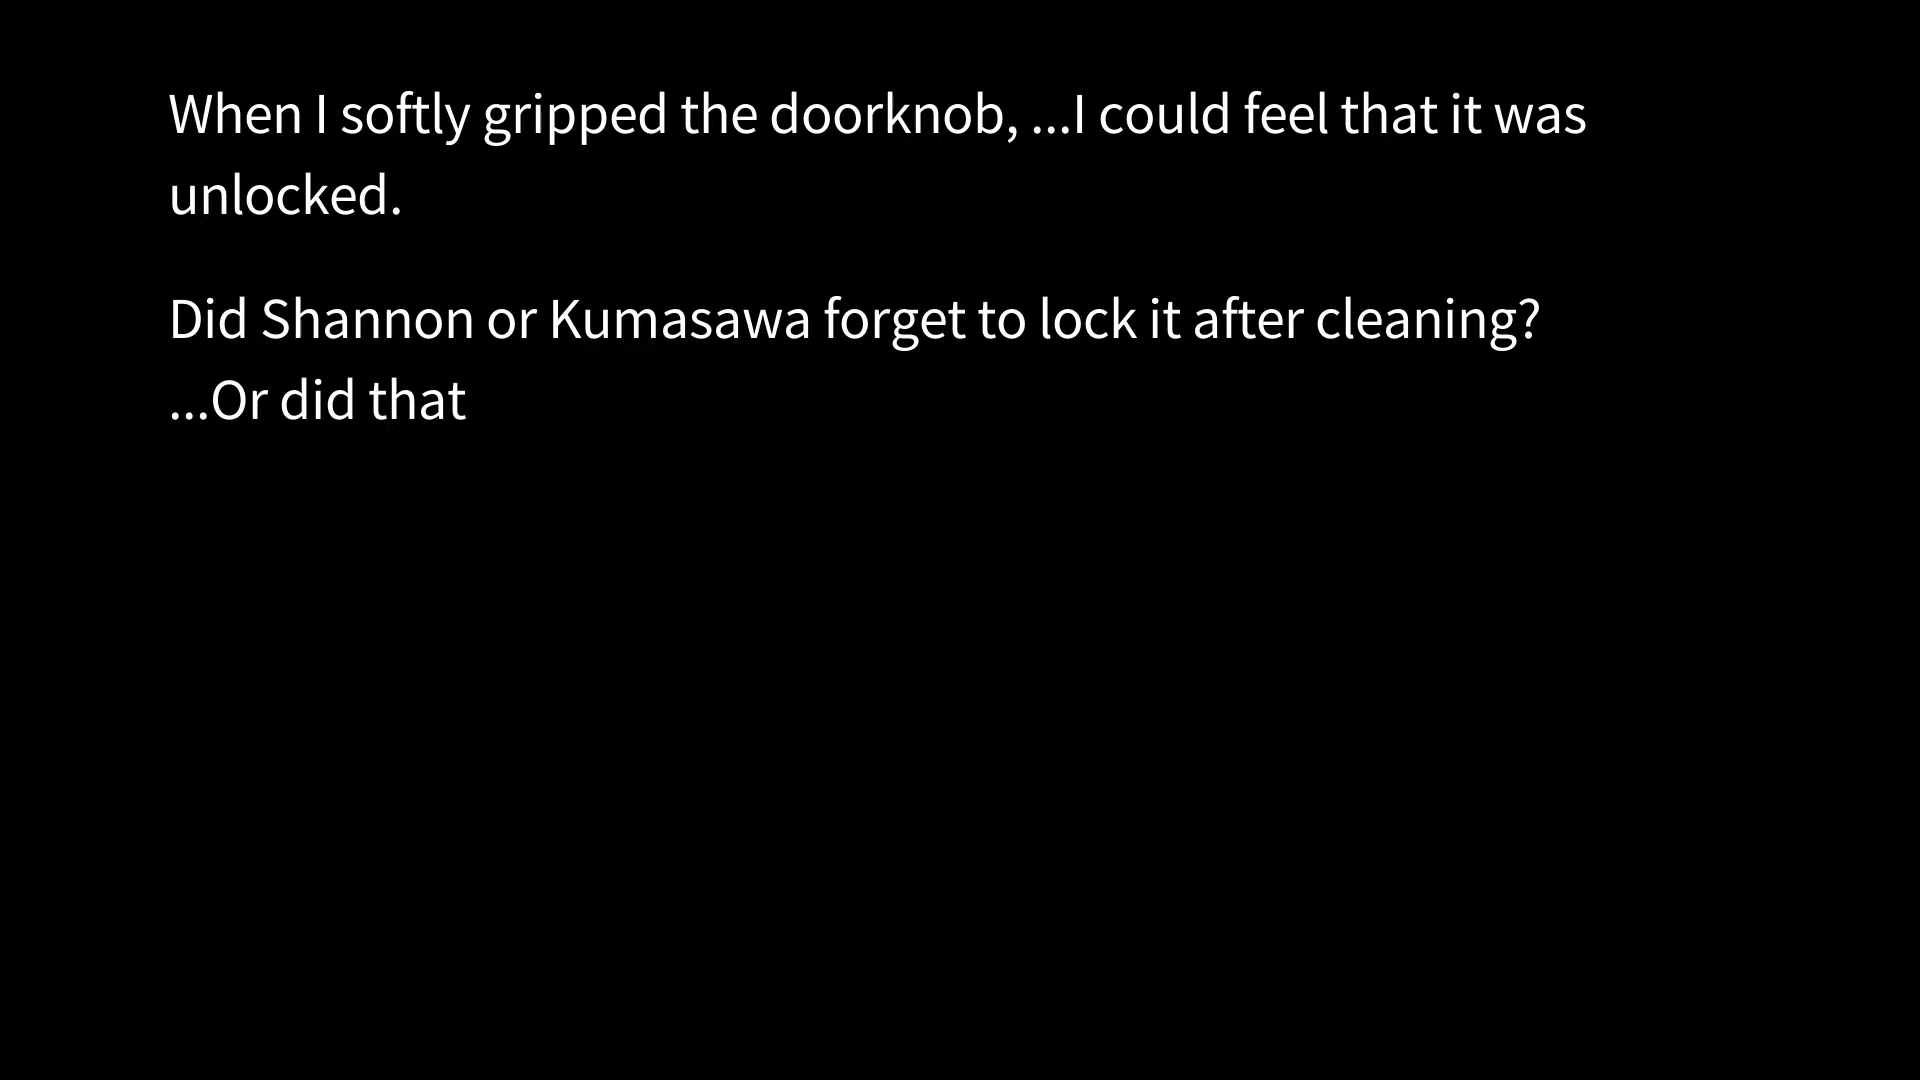 When I softly gripped the doorknob, ...I could feel that it was
unlocked.
Did Shannon or Kumasawa forget to lock it after cleaning?
...Or did that